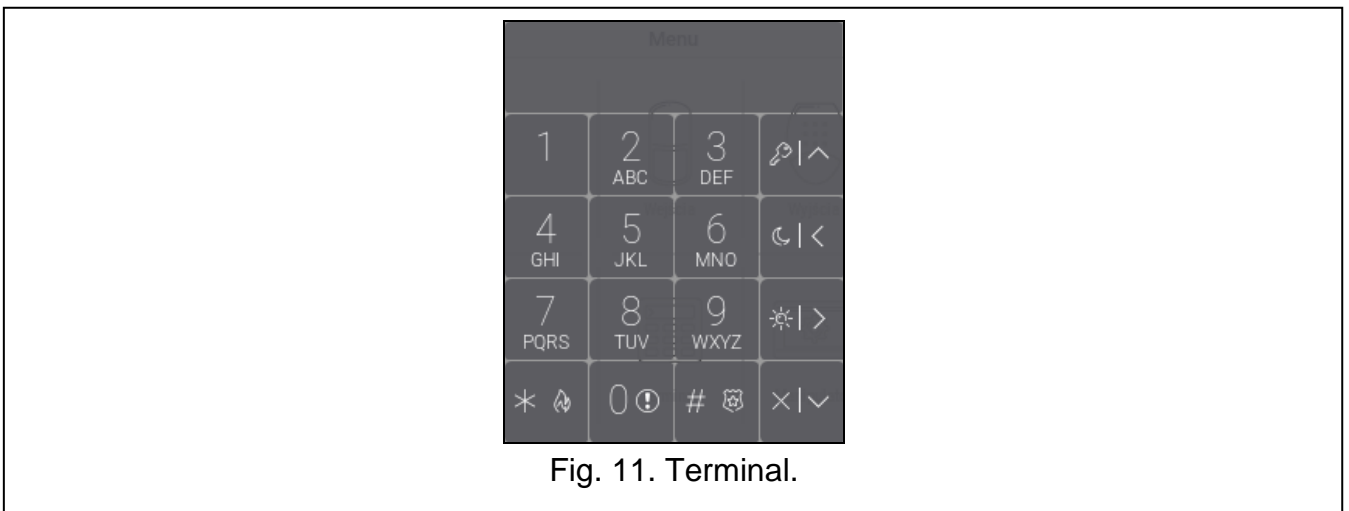 Menu
1 2 3
ABC DEF
4 5 6
GHI JKL MNO
7 8 9
PQRS TUV WXYZ
* 0 #
Fig. 11. Terminal.